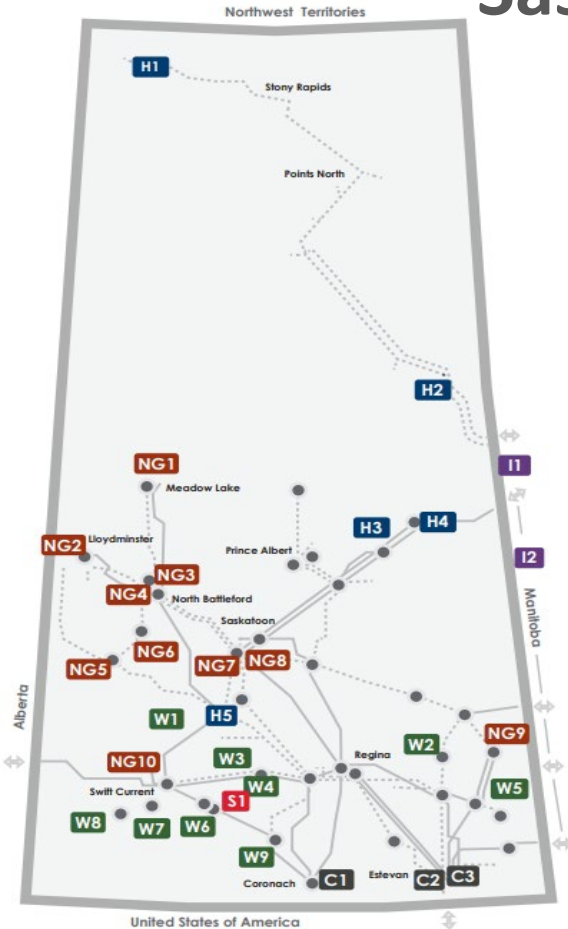 Sas
Northwest Territories
H1
Stony Rapids
Points North
H2
I1
NG1
Meadow Lake
H3
H4
NG2
Lloydminster
Prince Albert
I2
NG3
NG4
North Battleford
Manitoba
Saskatoon
NG6
NG5
NG7
NG8
Alberta
W1
H5
NG9
W2
NG10
W3
Regina
W4
W5
Swift Current
S1
W8
W7
W6
W9
Coronach
C1
Estevan
C2
C3
United States of America